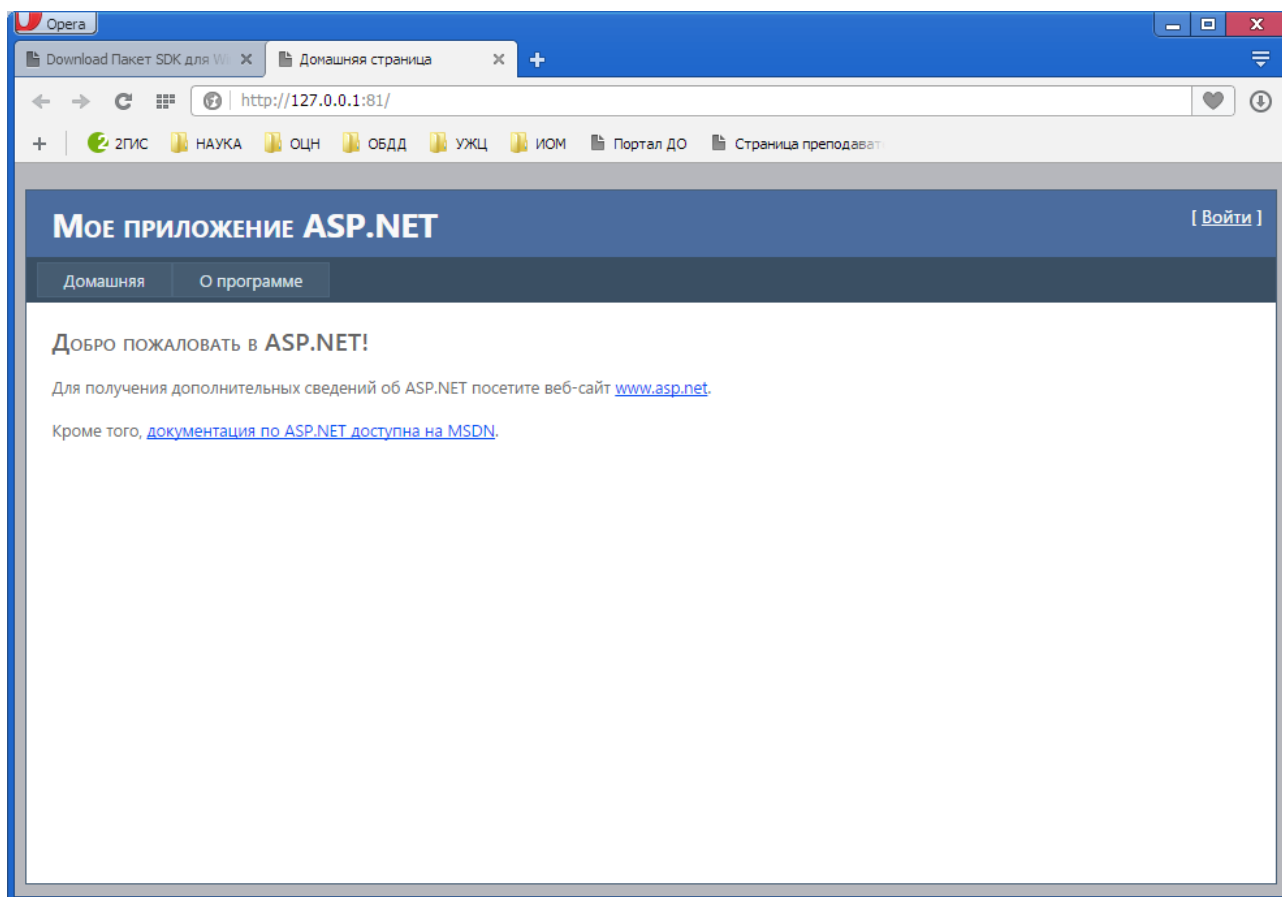 Opera
Download Пакет SDK для Wi
Домашняя страница
http://127.0.0.1:81/
2ГИС НАУКА ОЦН ОБДД УЖЦ ИОМ Портал ДО Страница преподават
Мое приложение ASP.NET
[ Войти ]
Домашняя О программе
Добро пожаловать в ASP.NET!
Для получения дополнительных сведений об ASP.NET посетите веб-сайт www.asp.net.
Кроме того, документация по ASP.NET доступна на MSDN.